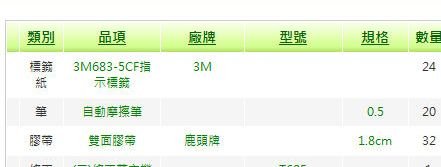 類別 品項 廠牌 型號 規格 數量
標籤紙 3M683-5CF指示標籤 3M 24
筆 自動摩擦筆 0.5 20
膠帶 雙面膠帶 鹿頭牌 1.8cm 32